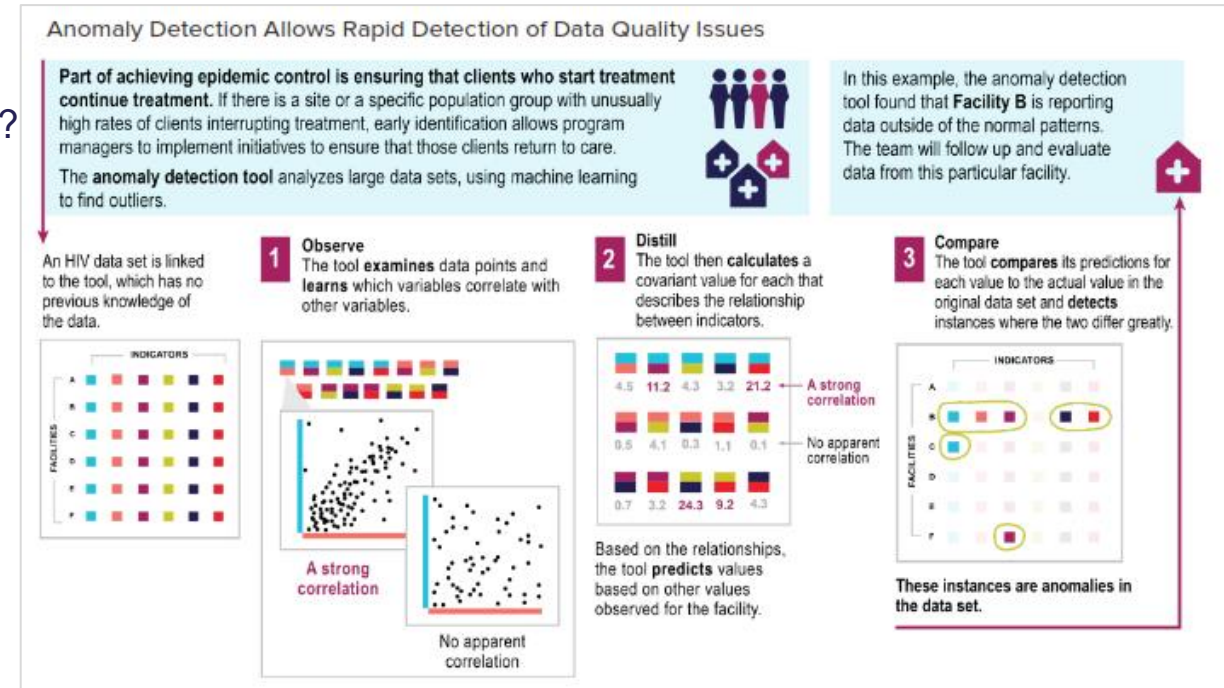 ?
Anomaly Detection Allows Rapid Detection of Data Quality Issues
Part of achieving epidemic control is ensuring that clients who start treatment
continue treatment. If there is a site or a specific population group with unusually
high rates of clients interrupting treatment, early identification allows program
managers to implement initiatives to ensure that those clients return to care.
The anomaly detection tool analyzes large data sets, using machine learning
to find outliers.
In this example, the anomaly detection
tool found that Facility B is reporting
data outside of the normal patterns.
The team will follow up and evaluate
data from this particular facility.
An HIV data set is linked
to the tool, which has no
previous knowledge of
the data.
INDICATORS
FACILITIES
A
B
C
D
E
F
1
Observe
The tool examines data points and
learns which variables correlate with
other variables.
A strong
correlation
No apparent
correlation
2
Distill
The tool then calculates a
covariant value for each that
describes the relationship
between indicators.
4.5 11.2 4.3 3.2 21.2
A strong
correlation
0.5 4.1 0.3 1.1 0.1
No apparent
correlation
0.7 3.2 24.3 9.2 4.3
Based on the relationships,
the tool predicts values
based on other values
observed for the facility.
3
Compare
The tool compares its predictions for
each value to the actual value in the
original data set and detects
instances where the two differ greatly.
INDICATORS
FACILITIES
A
B
C
D
E
F
These instances are anomalies in
the data set.